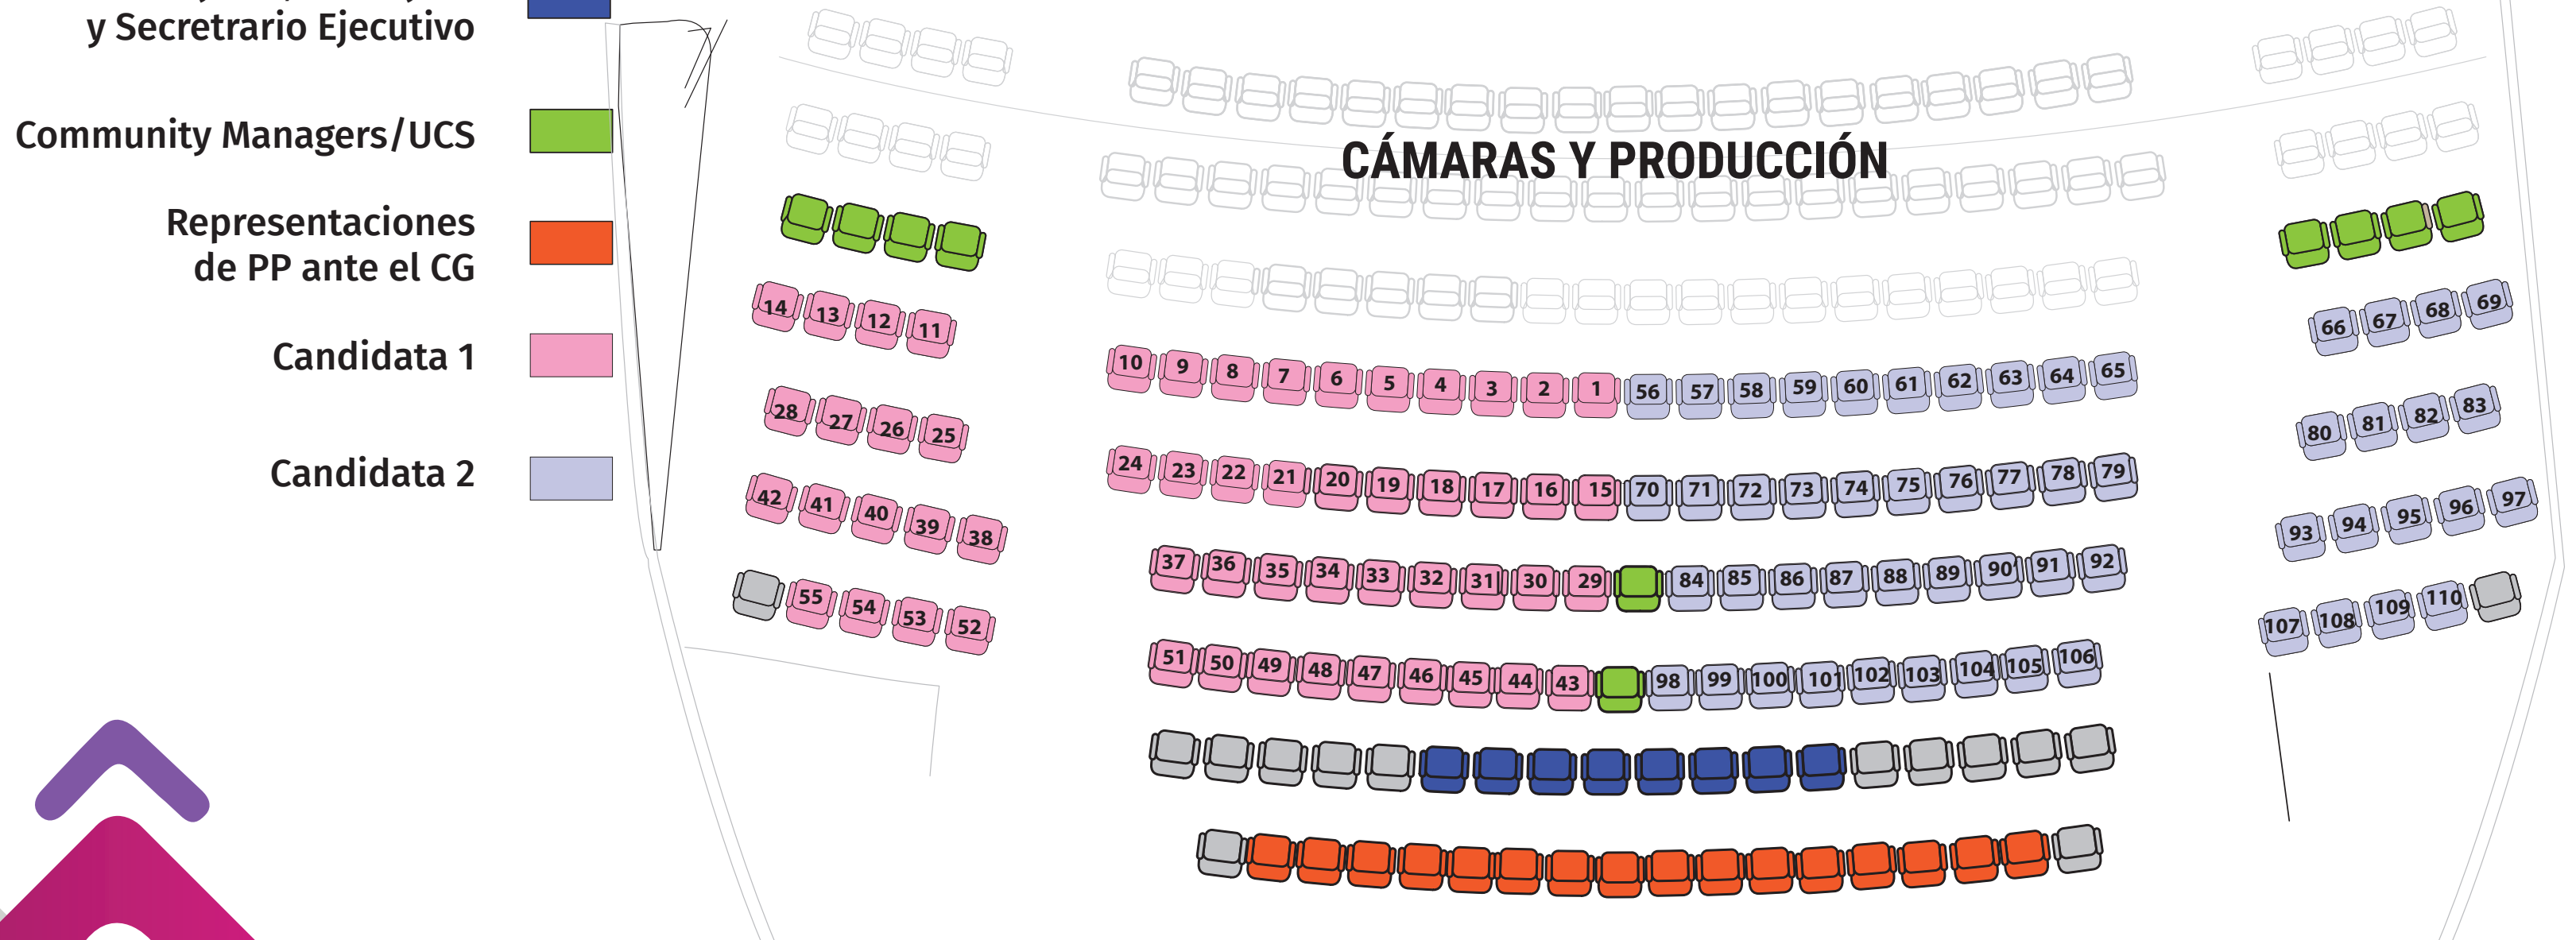 y Secretrario Ejecutivo
Community Managers/UCS
Representaciones
de PP ante el CG
Candidata 1
Candidata 2
CÁMARAS Y PRODUCCIÓN
14 13 12 11
10 9 8 7 6 5 4 3 2 1 56 57 58 59 60 61 62 63 64 65
66 67 68 69
28 27 26 25
24 23 22 21 20 19 18 17 16 15 70 71 72 73 74 75 76 77 78 79
80 81 82 83
42 41 40 39 38
37 36 35 34 33 32 31 30 29 84 85 86 87 88 89 90 91 92
93 94 95 96 97
55 54 53 52
51 50 49 48 47 46 45 44 43 98 99 100 101 102 103 104 105 106
107 108 109 110